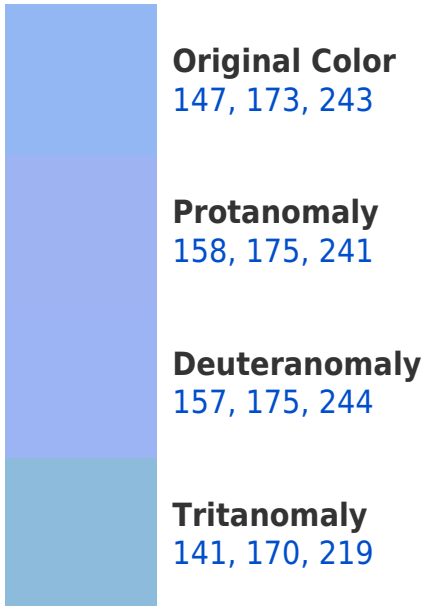 Original Color
147, 173, 243
Protanomaly
158, 175, 241
Deuteranomaly
157, 175, 244
Tritanomaly
141, 170, 219